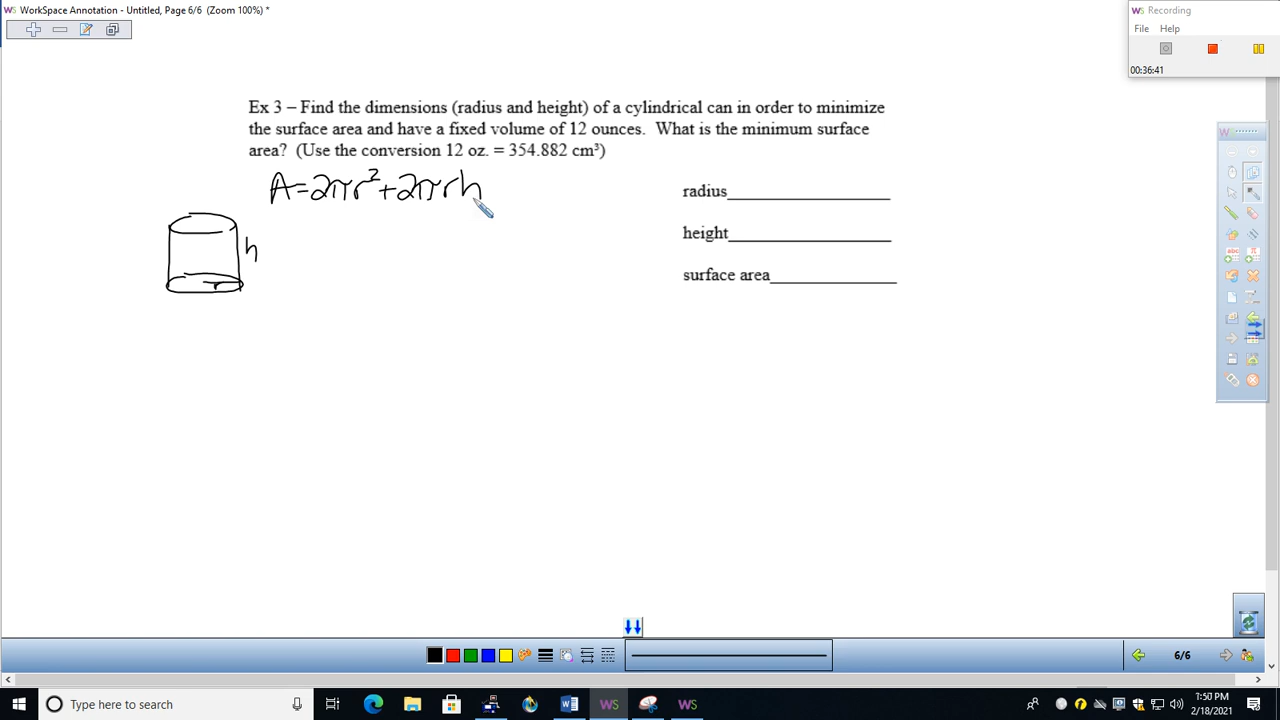 WorkSpace Annotation - Untitled, Page 6/6 (Zoom 100%) *
WS Recording
File Help
00:36:41
Ex 3 – Find the dimensions (radius and height) of a cylindrical can in order to minimize
the surface area and have a fixed volume of 12 ounces. What is the minimum surface
area? (Use the conversion 12 oz. = 354.882 cm³)
A=2πr²+2πrh
radius
height
surface area
h
r
6/6
Type here to search
7:50 PM
2/18/2021